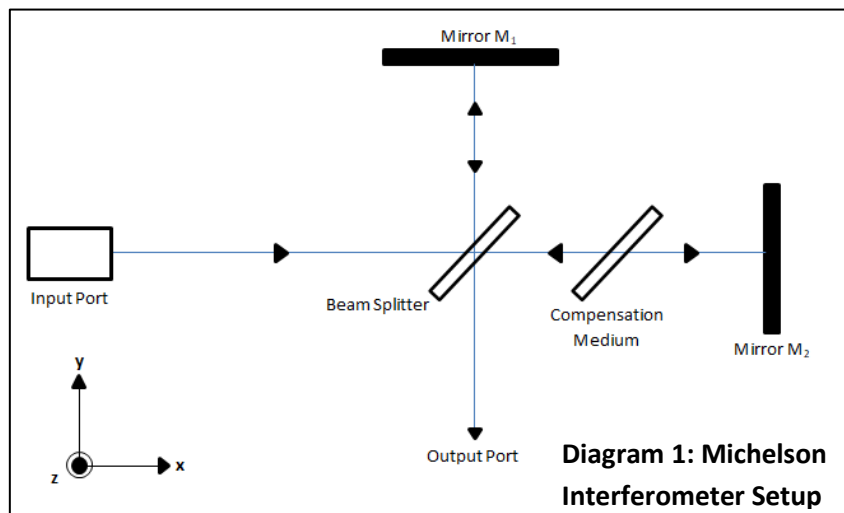 Mirror M₁
Input Port
Beam Splitter
Compensation
Medium
Mirror M₂
y
z
x
Output Port
Diagram 1: Michelson
Interferometer Setup